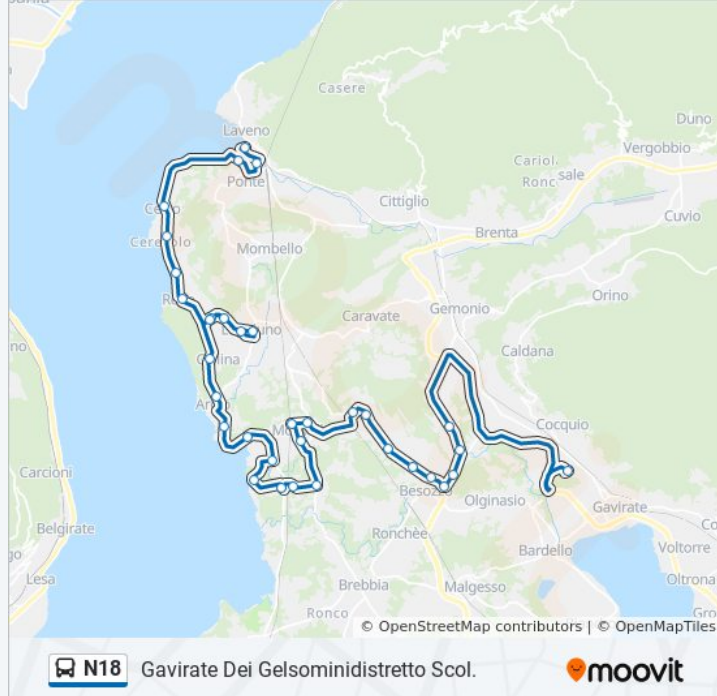 Casere
Duno
Laveno
Vergobbio
Cariol.
sale
Ronc
Ponte
Cittiglio
Cuvio
Brenta
Mombello
Orino
Gemonio
Caravate
Caldana
Cocquio
Carcioni
Besozzo
Olginasio
Gavirate
Belgirate
Ronchèe
Voltorre
Bardello
Lesa
Brebbia
Malgesso
Oltrona
Ronco
© OpenStreetMap contributors | © OpenMapTiles
N18 Gavirate Dei Gelsominidistretto Scol.
moovit